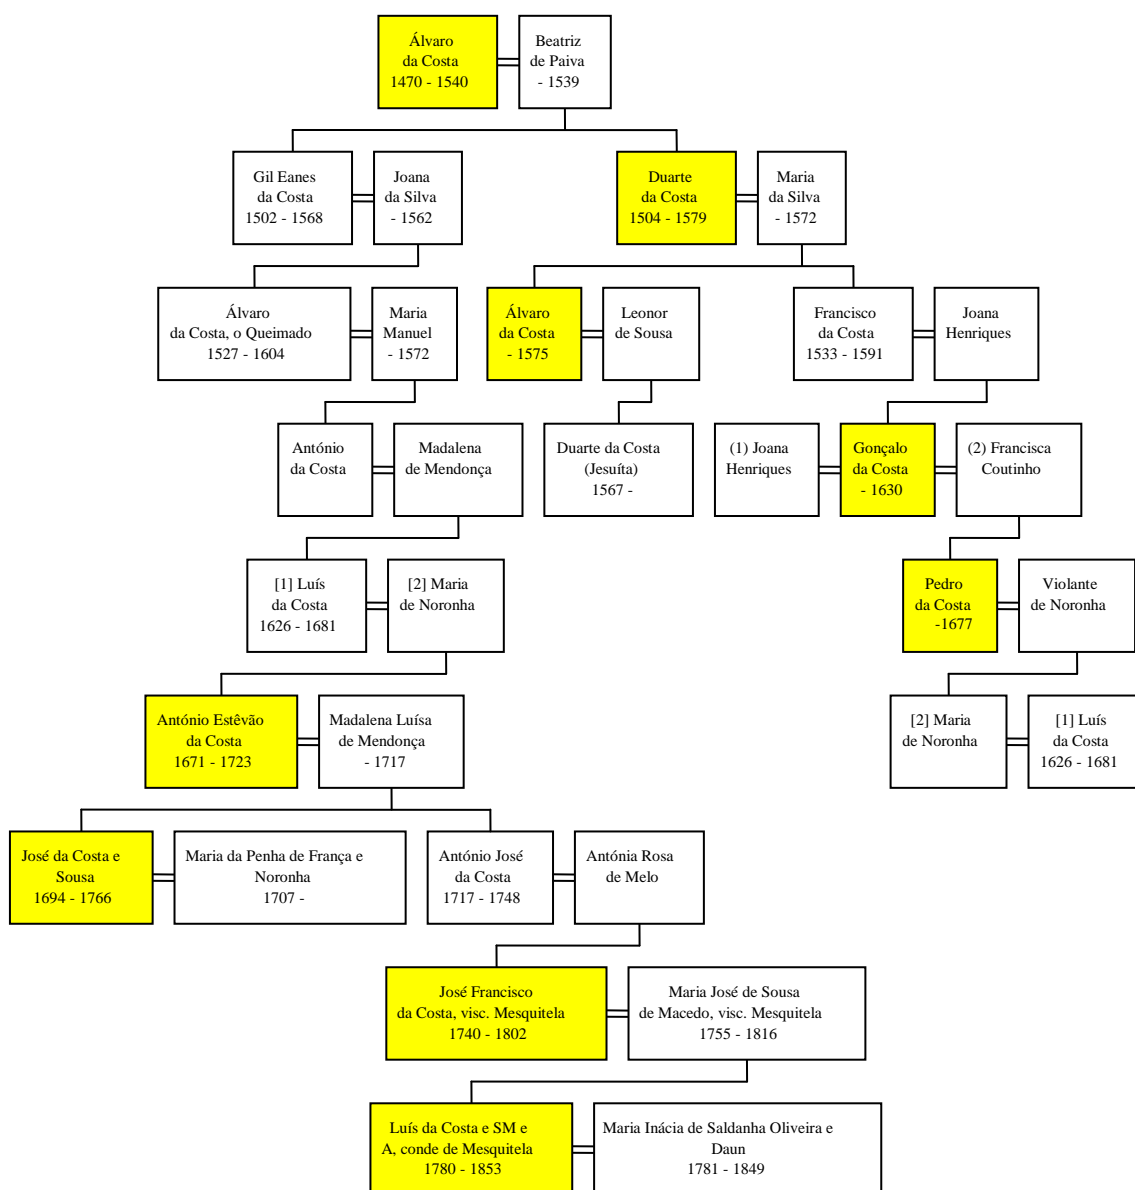 Álvaro
da Costa
1470 - 1540
Beatriz
de Paiva
- 1539
Gil Eanes
da Costa
1502 - 1568
Joana
da Silva
- 1562
Duarte
da Costa
1504 - 1579
Maria
da Silva
- 1572
Álvaro
da Costa, o Queimado
1527 - 1604
Maria
Manuel
- 1572
Álvaro
da Costa
- 1575
Leonor
de Sousa
Francisco
da Costa
1533 - 1591
Joana
Henriques
António
da Costa
Madalena
de Mendonça
Duarte da Costa
(Jesuíta)
1567 -
(1) Joana
Henriques
Gonçalo
da Costa
- 1630
(2) Francisca
Coutinho
[1] Luís
da Costa
1626 - 1681
[2] Maria
de Noronha
Pedro
da Costa
-1677
Violante
de Noronha
António Estêvão
da Costa
1671 - 1723
Madalena Luísa
de Mendonça
- 1717
[2] Maria
de Noronha
[1] Luís
da Costa
1626 - 1681
José da Costa e
Sousa
1694 - 1766
Maria da Penha de França e
Noronha
1707 -
António José
da Costa
1717 - 1748
Antónia Rosa
de Melo
José Francisco
da Costa, visc. Mesquitela
1740 - 1802
Maria José de Sousa
de Macedo, visc. Mesquitela
1755 - 1816
Luís da Costa e SM e
A, conde de Mesquitela
1780 - 1853
Maria Inácia de Saldanha Oliveira e
Daun
1781 - 1849